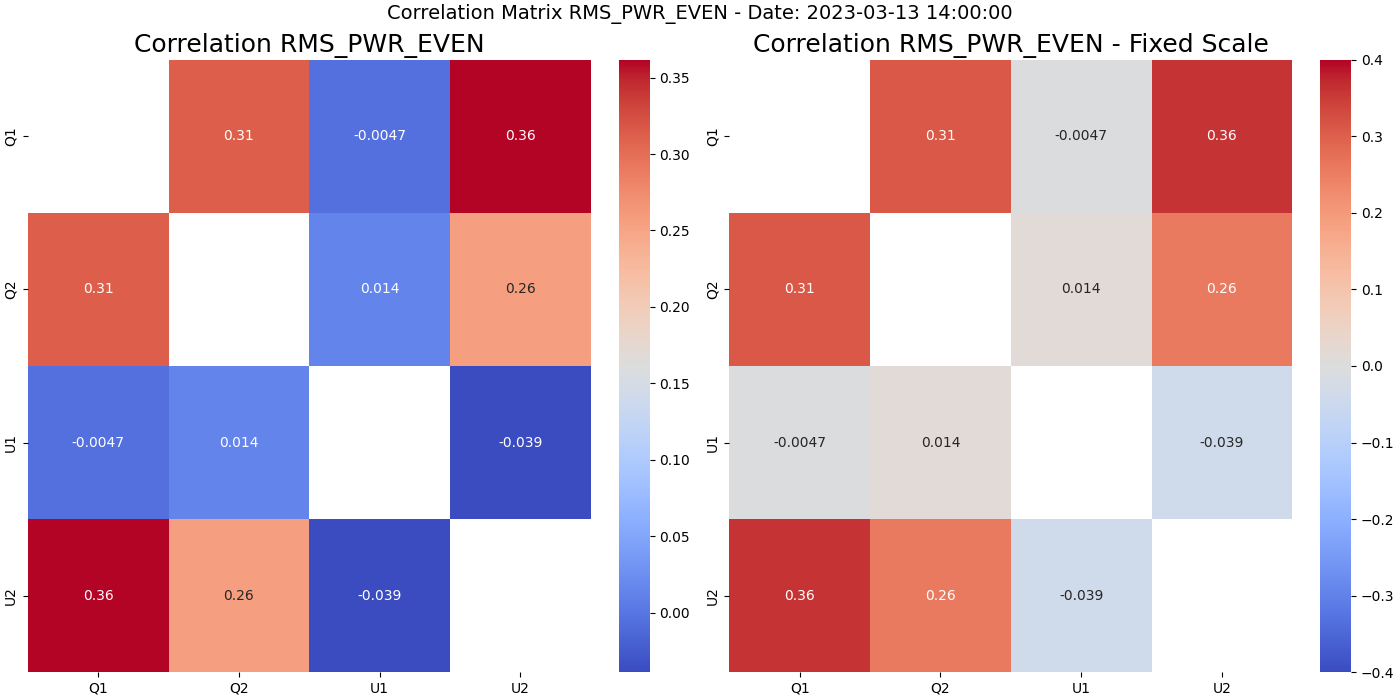 Correlation Matrix RMS_PWR_EVEN - Date: 2023-03-13 14:00:00
Correlation RMS_PWR_EVEN
Q1
0.31
-0.0047
0.36
Q2
0.31
0.014
0.26
U1
-0.0047
0.014
-0.039
U2
0.36
0.26
-0.039
Q1
Q2
U1
U2
0.35
0.30
0.25
0.20
0.15
0.10
0.05
0.00
Correlation RMS_PWR_EVEN - Fixed Scale
Q1
0.31
-0.0047
0.36
Q2
0.31
0.014
0.26
U1
-0.0047
0.014
-0.039
U2
0.36
0.26
-0.039
Q1
Q2
U1
U2
0.4
0.3
0.2
0.1
0.0
−0.1
−0.2
−0.3
−0.4